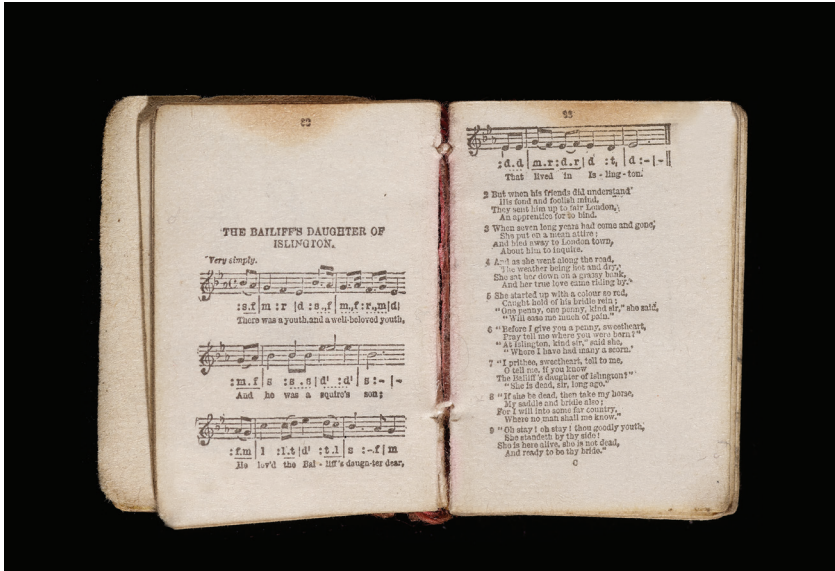 THE BAILIFF'S DAUGHTER OF
ISLINGTON.
Very simply.
:s.f|m :r |d :s.,f |m.,f:r.,m|d|
There was a youth, and a well-beloved youth,
:m.f|s :s.s|d' :d'|s:-|-
And he was a squire's son;
:f.m|l :l.t|d' :t.l|s :-.f|m
He lov'd the Bai - liff's daugh-ter dear,
23
:d.d|m.r:d.r|d :t,|d:-|-||
That lived in Is - ling - ton.
2 But when his friends did understand
His fond and foolish mind,
They sent him up to fair London,
An apprentice for to bind.
3 When seven long years had come and gone,
She put on a mean attire;
And hied away to London town,
About him to inquire.
4 And as she went along the road,
The weather being hot and dry,
She sat her down on a grassy bank,
And her true love came riding by.
5 She started up with a colour so red,
Caught hold of his bridle rein;
"One penny, one penny, kind sir," she said,
"Will ease me much of pain."
6 "Before I give you a penny, sweetheart,
Pray tell me where you were born?"
"At Islington, kind sir," said she,
"Where I have had many a scorn."
7 "I prithee, sweetheart, tell to me,
O tell me, if you know
The Bailiff's daughter of Islington?"
"She is dead, sir, long ago."
8 "If she be dead, then take my horse,
My saddle and bridle also;
For I will into some far country,
Where no man shall me know."
9 "Oh stay! oh stay! thou goodly youth,
She standeth by thy side!
She is here alive, she is not dead,
And ready to be thy bride."
C